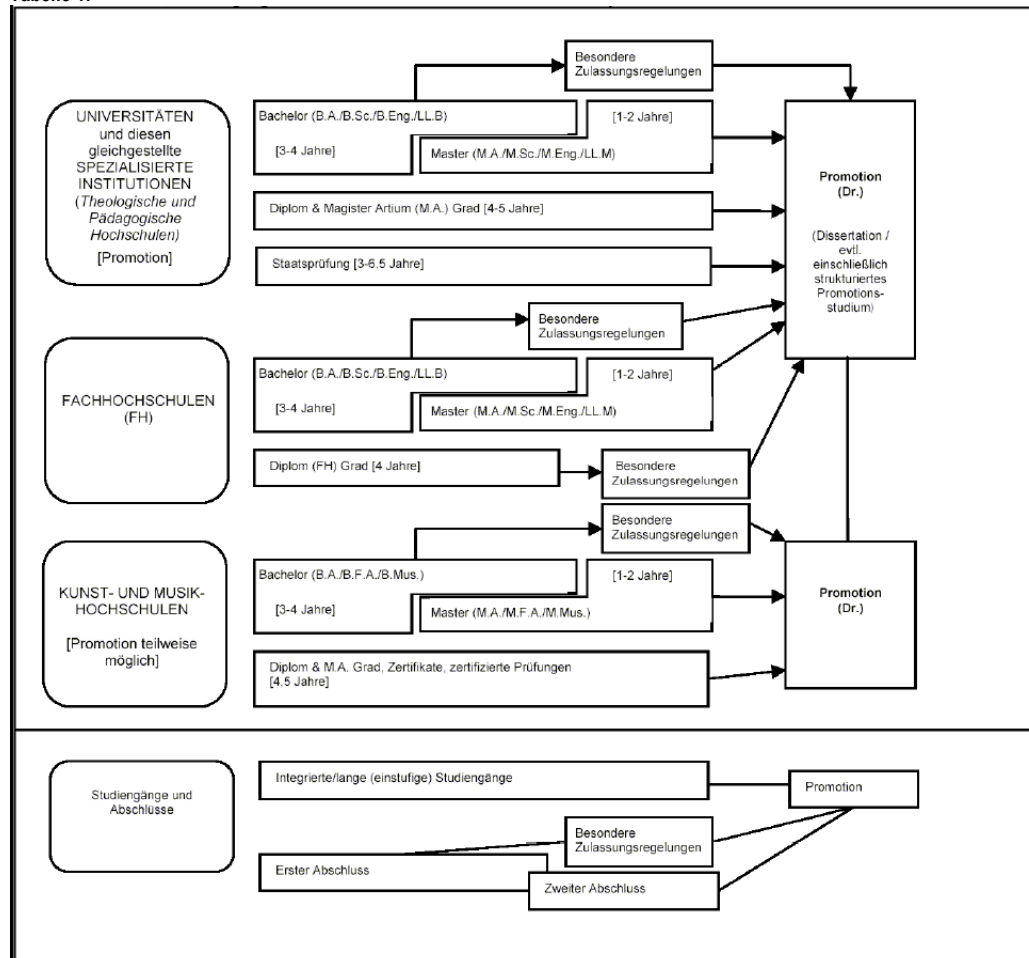 Besondere
Zulassungsregelungen
UNIVERSITÄTEN
und diesen
gleichgestellte
SPEZIALISIERTE
INSTITUTIONEN
(Theologische und
Pädagogische
Hochschulen)
[Promotion]
Bachelor (B.A./B.Sc./B.Eng./LL.B)
[3-4 Jahre]
[1-2 Jahre]
Master (M.A./M.Sc./M.Eng./LL.M)
Diplom & Magister Artium (M.A.) Grad [4-5 Jahre]
Staatsprüfung [3-6,5 Jahre]
Promotion
(Dr.)
(Dissertation /
evtl.
einschließlich
strukturiertes
Promotions-
studium)
Besondere
Zulassungsregelungen
FACHHOCHSCHULEN
(FH)
Bachelor (B.A./B.Sc./B.Eng./LL.B)
[3-4 Jahre]
[1-2 Jahre]
Master (M.A./M.Sc./M.Eng./LL.M)
Diplom (FH) Grad [4 Jahre]
Besondere
Zulassungsregelungen
Besondere
Zulassungsregelungen
KUNST- UND MUSIK-
HOCHSCHULEN
[Promotion teilweise
möglich]
Bachelor (B.A./B.F.A./B.Mus.)
[3-4 Jahre]
[1-2 Jahre]
Master (M.A./M.F.A./M.Mus.)
Diplom & M.A. Grad, Zertifikate, zertifizierte Prüfungen
[4,5 Jahre]
Promotion
(Dr.)
Studiengänge und
Abschlüsse
Integrierte/lange (einstufige) Studiengänge
Promotion
Besondere
Zulassungsregelungen
Erster Abschluss
Zweiter Abschluss